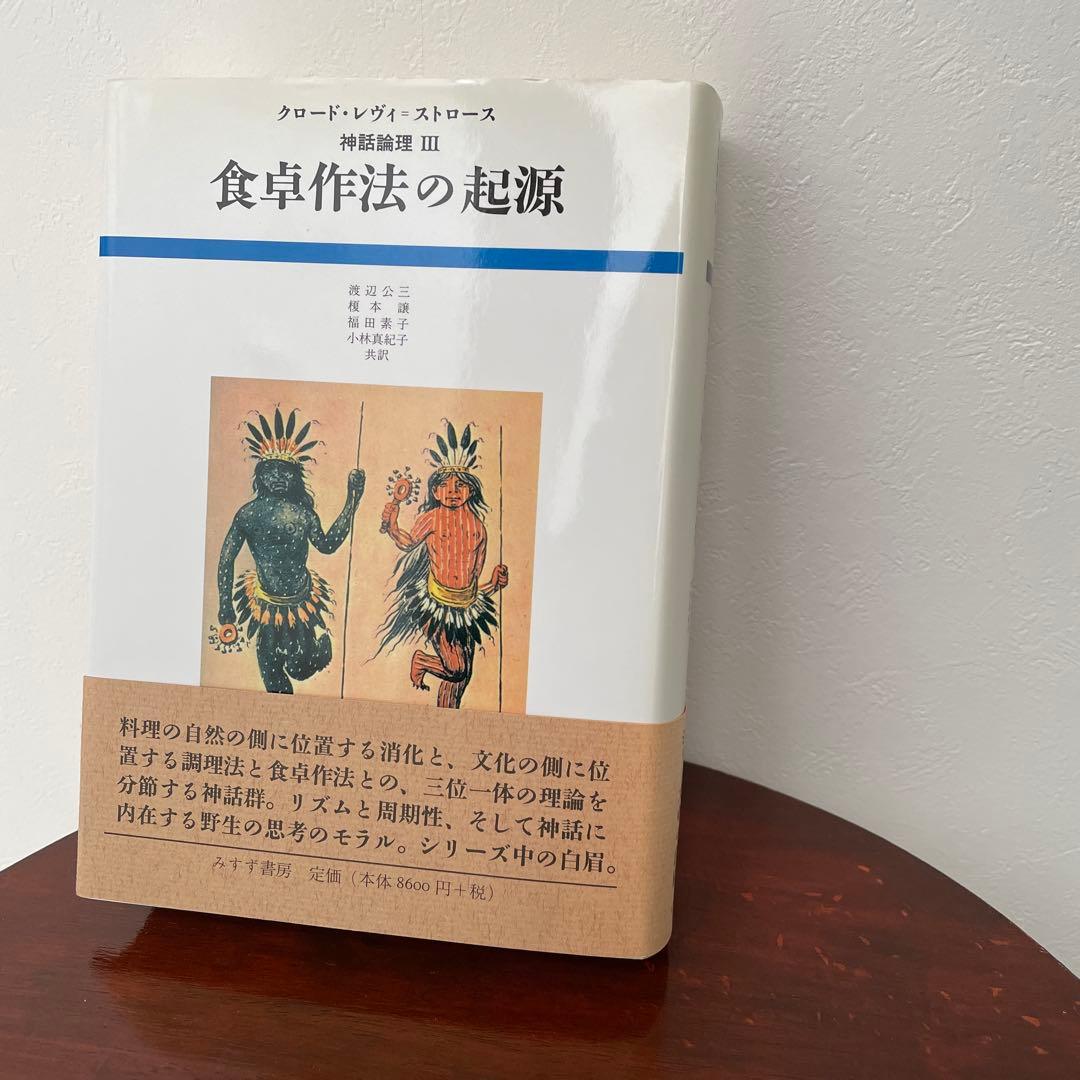 クロード・レヴィ=ストロース
神話論理 III
食卓作法の起源
渡辺公三
榎本 譲
福田素子
小林真紀子
共訳
料理の自然の側に位置する消化と、文化の側に位
置する調理法と食卓作法との、三位一体の理論を
分節する神話群。リズムと周期性、そして神話に
内在する野生の思考のモラル。シリーズ中の白眉。
みすず書房 定価(本体8600円+税)